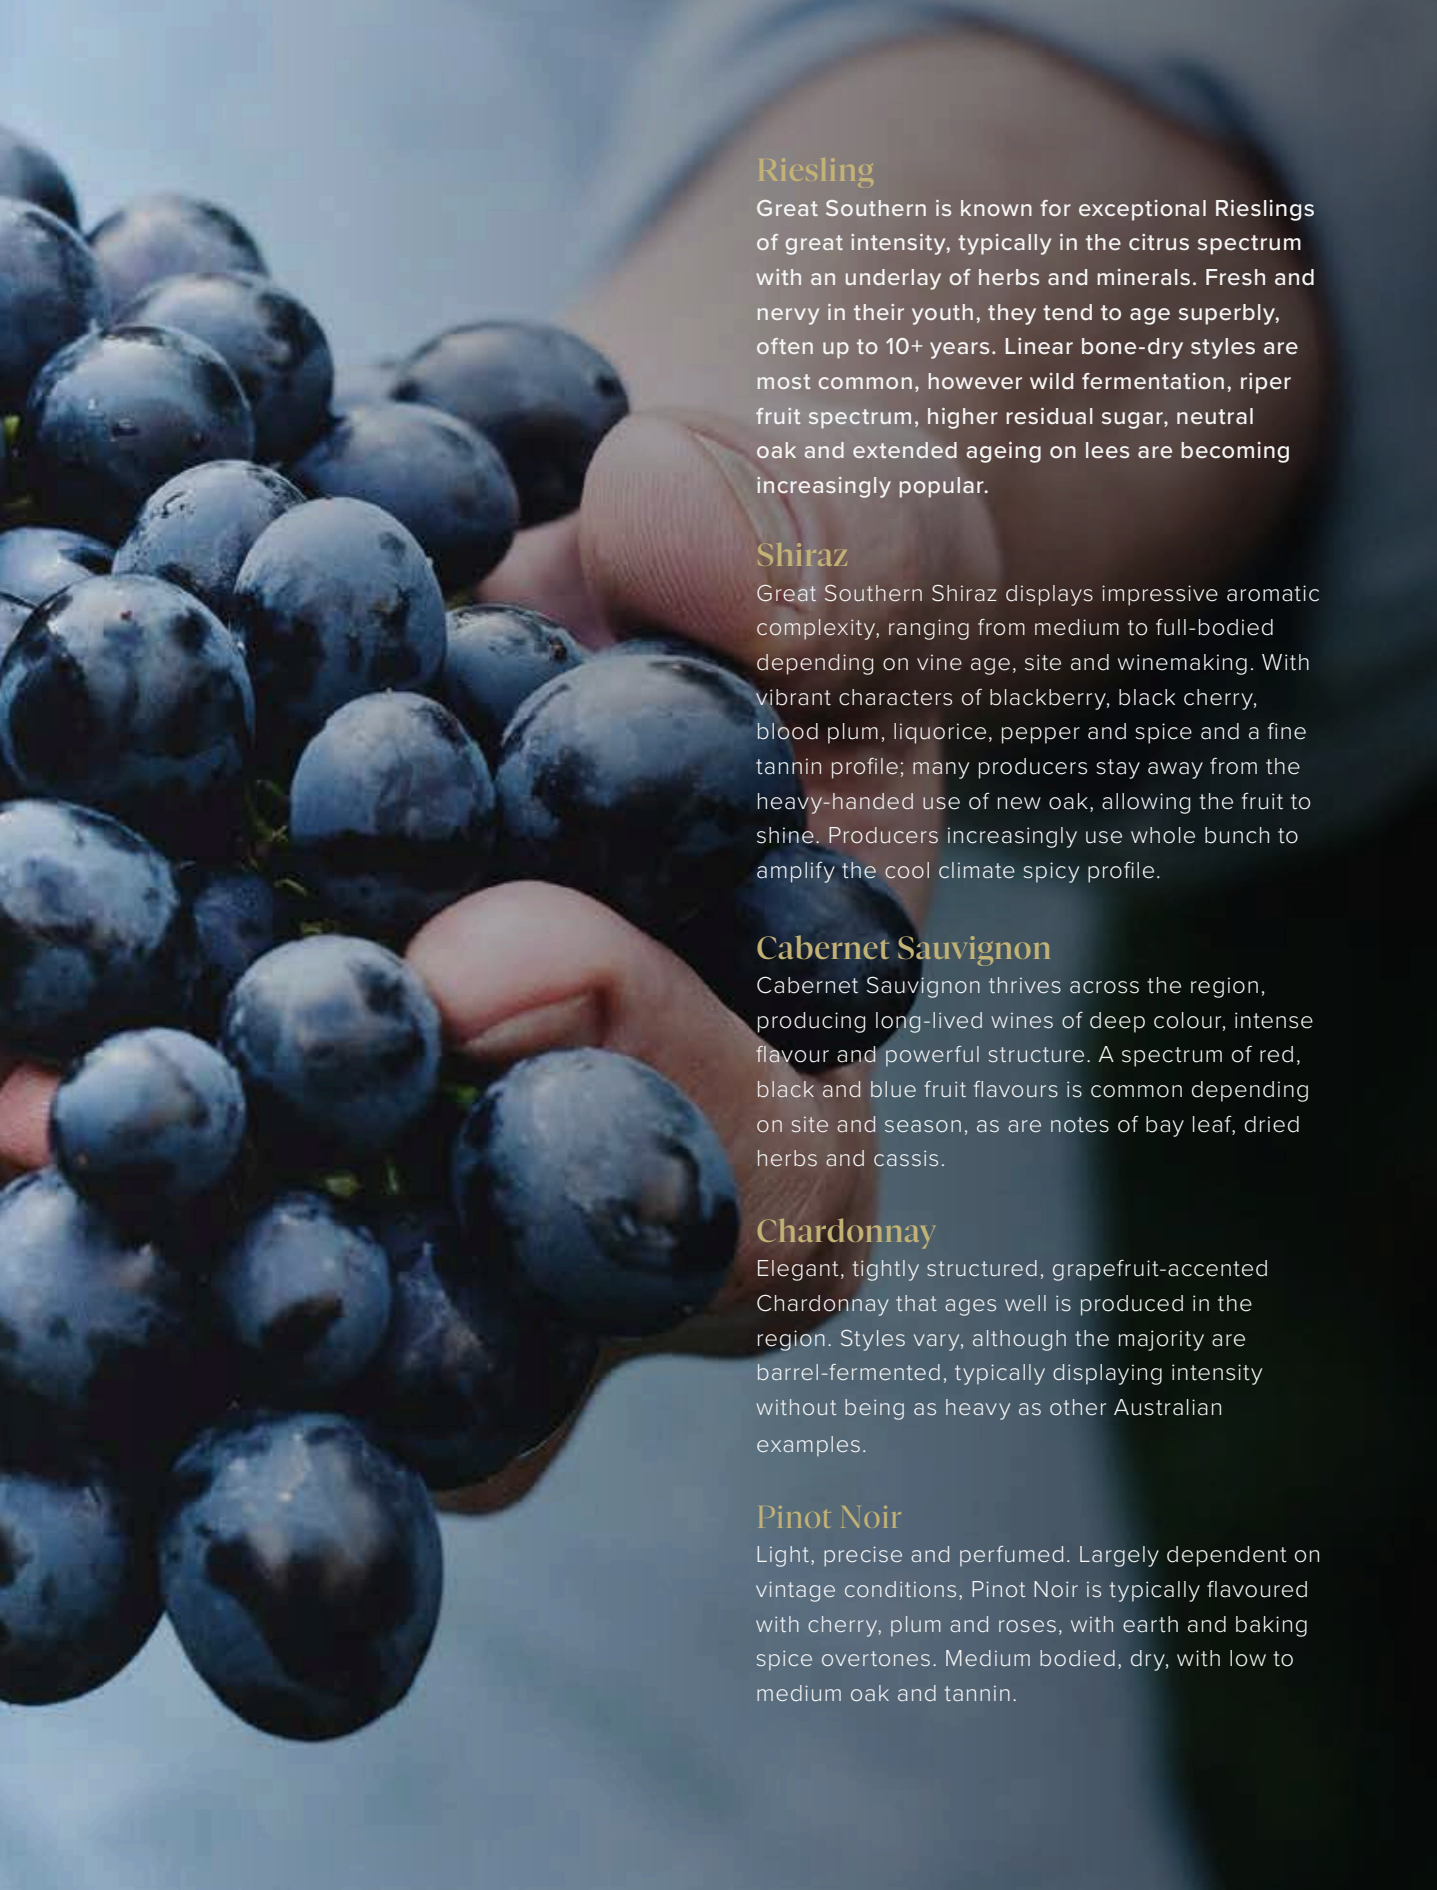 Riesling
Great Southern is known for exceptional Rieslings
of great intensity, typically in the citrus spectrum
with an underlay of herbs and minerals. Fresh and
nervy in their youth, they tend to age superbly,
often up to 10+ years. Linear bone-dry styles are
most common, however wild fermentation, riper
fruit spectrum, higher residual sugar, neutral
oak and extended ageing on lees are becoming
increasingly popular.
Shiraz
Great Southern Shiraz displays impressive aromatic
complexity, ranging from medium to full-bodied
depending on vine age, site and winemaking. With
vibrant characters of blackberry, black cherry,
blood plum, liquorice, pepper and spice and a fine
tannin profile; many producers stay away from the
heavy-handed use of new oak, allowing the fruit to
shine. Producers increasingly use whole bunch to
amplify the cool climate spicy profile.
Cabernet Sauvignon
Cabernet Sauvignon thrives across the region,
producing long-lived wines of deep colour, intense
flavour and powerful structure. A spectrum of red,
black and blue fruit flavours is common depending
on site and season, as are notes of bay leaf, dried
herbs and cassis.
Chardonnay
Elegant, tightly structured, grapefruit-accented
Chardonnay that ages well is produced in the
region. Styles vary, although the majority are
barrel-fermented, typically displaying intensity
without being as heavy as other Australian
examples.
Pinot Noir
Light, precise and perfumed. Largely dependent on
vintage conditions, Pinot Noir is typically flavoured
with cherry, plum and roses, with earth and baking
spice overtones. Medium bodied, dry, with low to
medium oak and tannin.